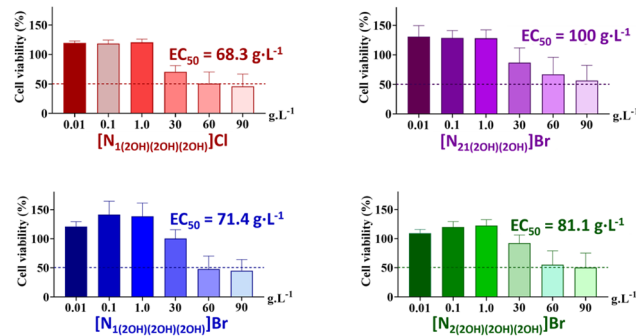 Cell viability (%)
150
100
50
0
EC50 = 68.3 g·L-1
0.01 0.1 1.0 30 60 90 g.L-1
[N1(2OH)(2OH)(2OH)]Cl
Cell viability (%)
150
100
50
0
EC50 = 100 g·L-1
0.01 0.1 1.0 30 60 90 g.L-1
[N21(2OH)(2OH)]Br
Cell viability (%)
150
100
50
0
EC50 = 71.4 g·L-1
0.01 0.1 1.0 30 60 90 g.L-1
[N1(2OH)(2OH)(2OH)]Br
Cell viability (%)
150
100
50
0
EC50 = 81.1 g·L-1
0.01 0.1 1.0 30 60 90 g.L-1
[N2(2OH)(2OH)(2OH)]Br